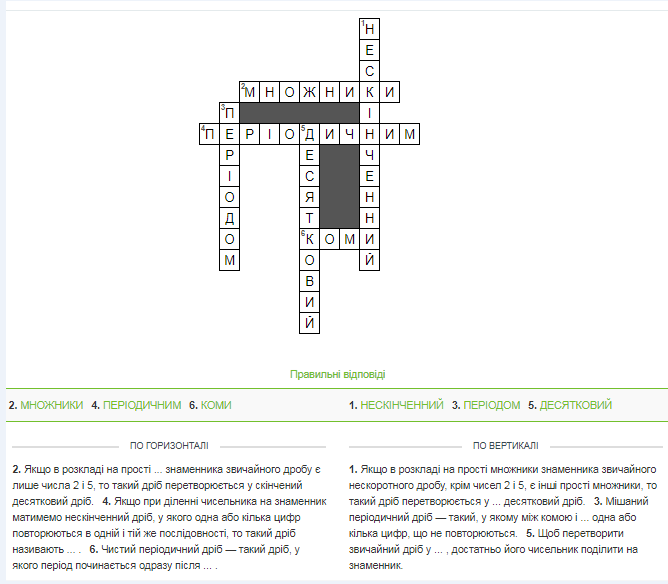 1Н
Е
С
2М Н О Ж Н И К И
3П І
4П Е Р І О 5Д И Ч Н И М
Р Е Ч
І С Е
О Я Н
Д Т Н
О 6К О М И
М О Й
В
И
Й
Правильні відповіді
2. МНОЖНИКИ 4. ПЕРІОДИЧНИМ 6. КОМИ
1. НЕСКІНЧЕННИЙ 3. ПЕРІОДОМ 5. ДЕСЯТКОВИЙ
ПО ГОРИЗОНТАЛІ
2. Якщо в розкладі на прості ... знаменника звичайного дробу є
лише числа 2 і 5, то такий дріб перетворюється у скінчений
десятковий дріб. 4. Якщо при діленні чисельника на знаменник
матимемо нескінченний дріб, у якого одна або кілька цифр
повторюються в одній і тій же послідовності, то такий дріб
називають ... . 6. Чистий періодичний дріб — такий дріб, у
якого період починається одразу після ... .
ПО ВЕРТИКАЛІ
1. Якщо в розкладі на прості множники знаменника звичайного
нескоротного дробу, крім чисел 2 і 5, є інші прості множники, то
такий дріб перетворюється у ... десятковий дріб. 3. Мішаний
періодичний дріб — такий, у якому між комою і ... одна або
кілька цифр, що не повторюються. 5. Щоб перетворити
звичайний дріб у ... , достатньо його чисельник поділити на
знаменник.